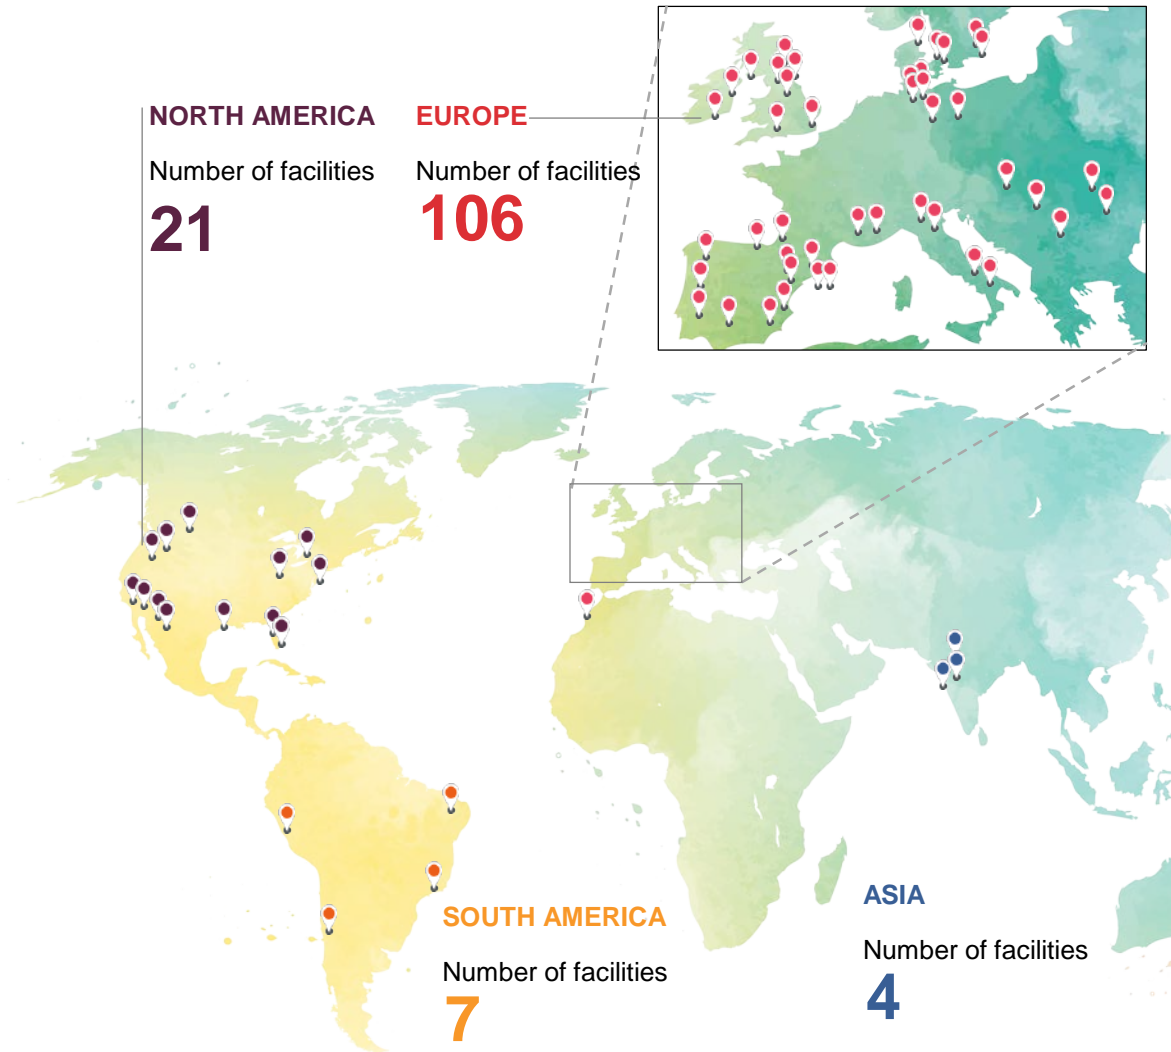 NORTH AMERICA
Number of facilities
21
EUROPE
Number of facilities
106
SOUTH AMERICA
Number of facilities
7
ASIA
Number of facilities
4